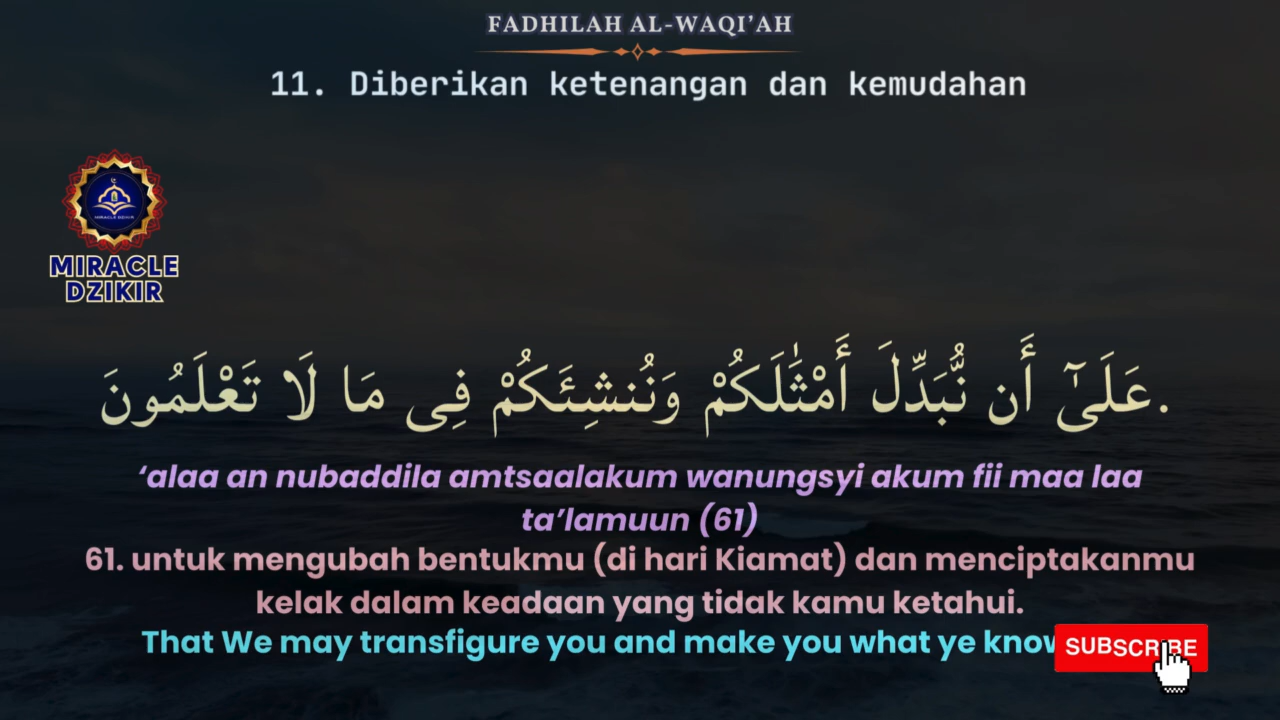 FADHILAH AL-WAQI'AH
11. Diberikan ketenangan dan kemudahan
MIRACLE
DZIKIR
عَلَىٰٓ أَن نُّبَدِّلَ أَمْثَٰلَكُمْ وَنُنشِئَكُمْ فِى مَا لَا تَعْلَمُونَ.
‘alaa an nubaddila amtsaalakum wanungsyi akum fii maa laa
ta’lamuun (61)
61. untuk mengubah bentukmu (di hari Kiamat) dan menciptakanmu
kelak dalam keadaan yang tidak kamu ketahui.
That We may transfigure you and make you what ye know
SUBSCRIBE